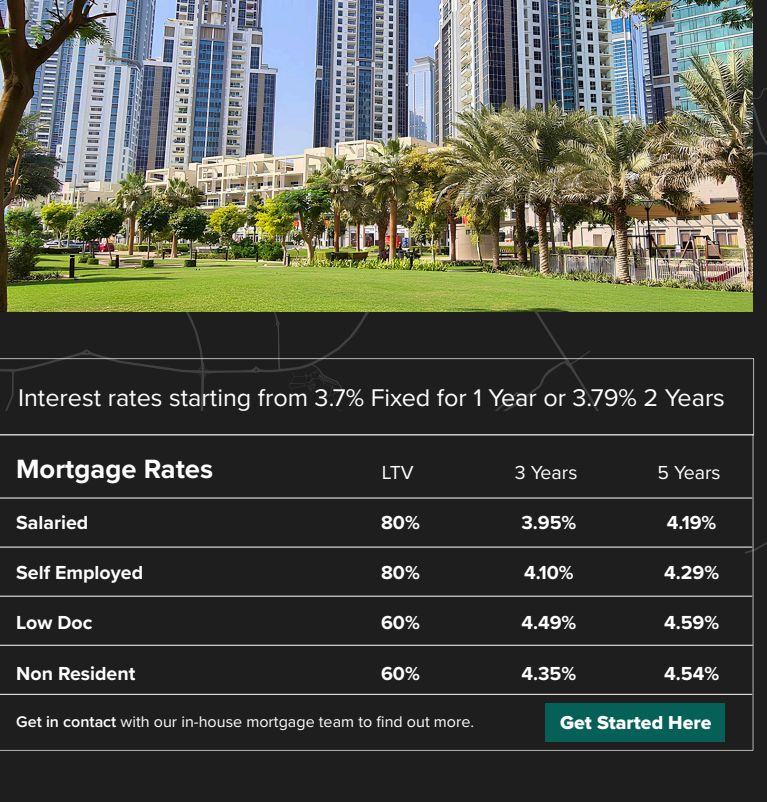 Interest rates starting from 3.7% Fixed for 1 Year or 3.79% 2 Years
Mortgage Rates LTV 3 Years 5 Years
Salaried 80% 3.95% 4.19%
Self Employed 80% 4.10% 4.29%
Low Doc 60% 4.49% 4.59%
Non Resident 60% 4.35% 4.54%
Get in contact with our in-house mortgage team to find out more. Get Started Here